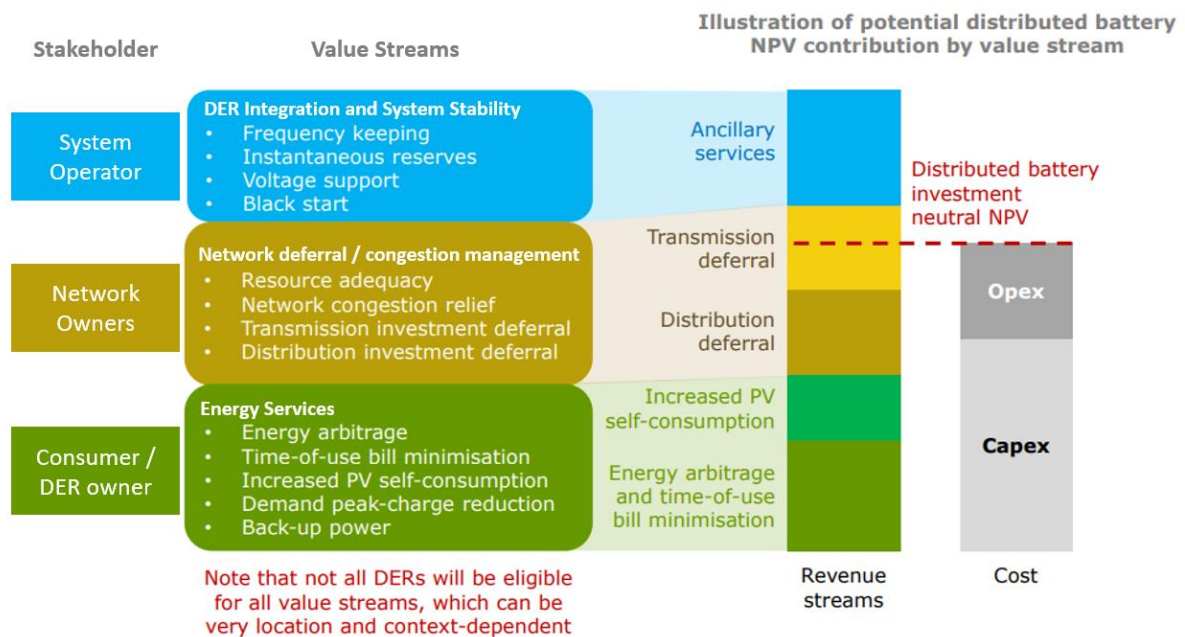 Stakeholder
Value Streams
Illustration of potential distributed battery
NPV contribution by value stream
System
Operator
DER Integration and System Stability
• Frequency keeping
• Instantaneous reserves
• Voltage support
• Black start
Ancillary
services
Distributed battery
investment
neutral NPV
Network
Owners
Network deferral / congestion management
• Resource adequacy
• Network congestion relief
• Transmission investment deferral
• Distribution investment deferral
Transmission
deferral
Distribution
deferral
Opex
Consumer /
DER owner
Energy Services
• Energy arbitrage
• Time-of-use bill minimisation
• Increased PV self-consumption
• Demand peak-charge reduction
• Back-up power
Increased PV
self-consumption
Energy arbitrage
and time-of-use
bill minimisation
Capex
Revenue
streams
Cost
Note that not all DERs will be eligible
for all value streams, which can be
very location and context-dependent